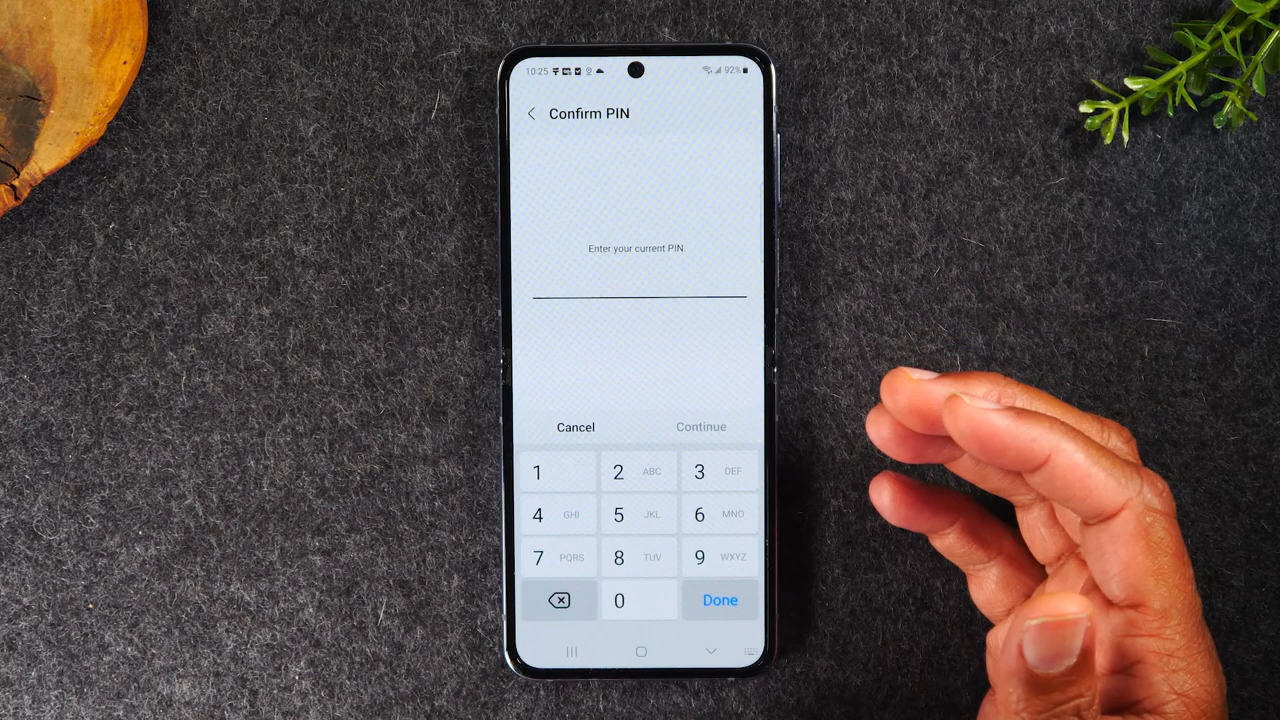 10:25 92%
Confirm PIN
Enter your current PIN
Cancel Continue
1 2 ABC 3 DEF
4 GHI 5 JKL 6 MNO
7 PQRS 8 TUV 9 WXYZ
0 Done